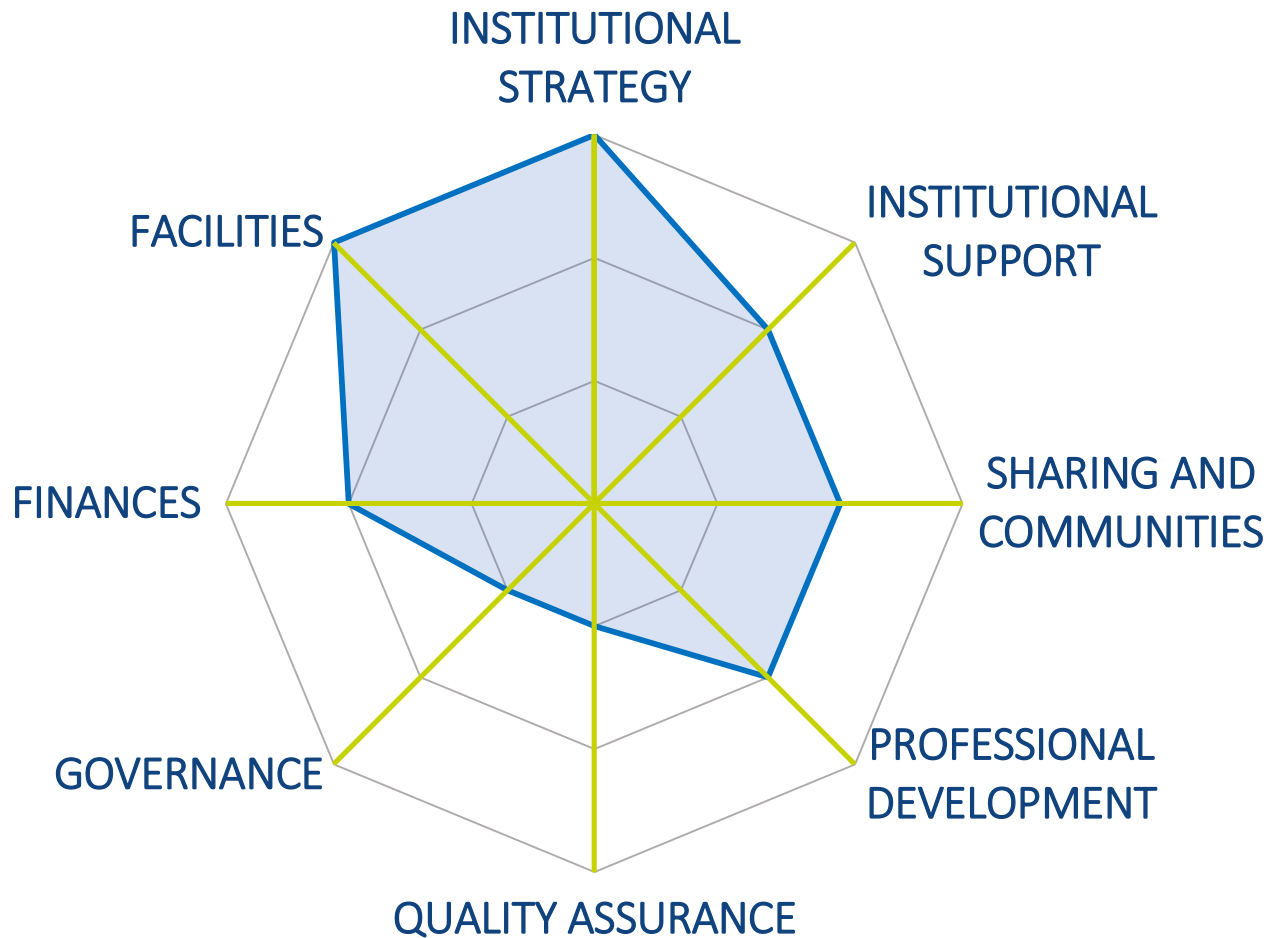 INSTITUTIONAL
STRATEGY
INSTITUTIONAL
SUPPORT
FACILITIES
SHARING AND
COMMUNITIES
FINANCES
PROFESSIONAL
DEVELOPMENT
GOVERNANCE
QUALITY ASSURANCE